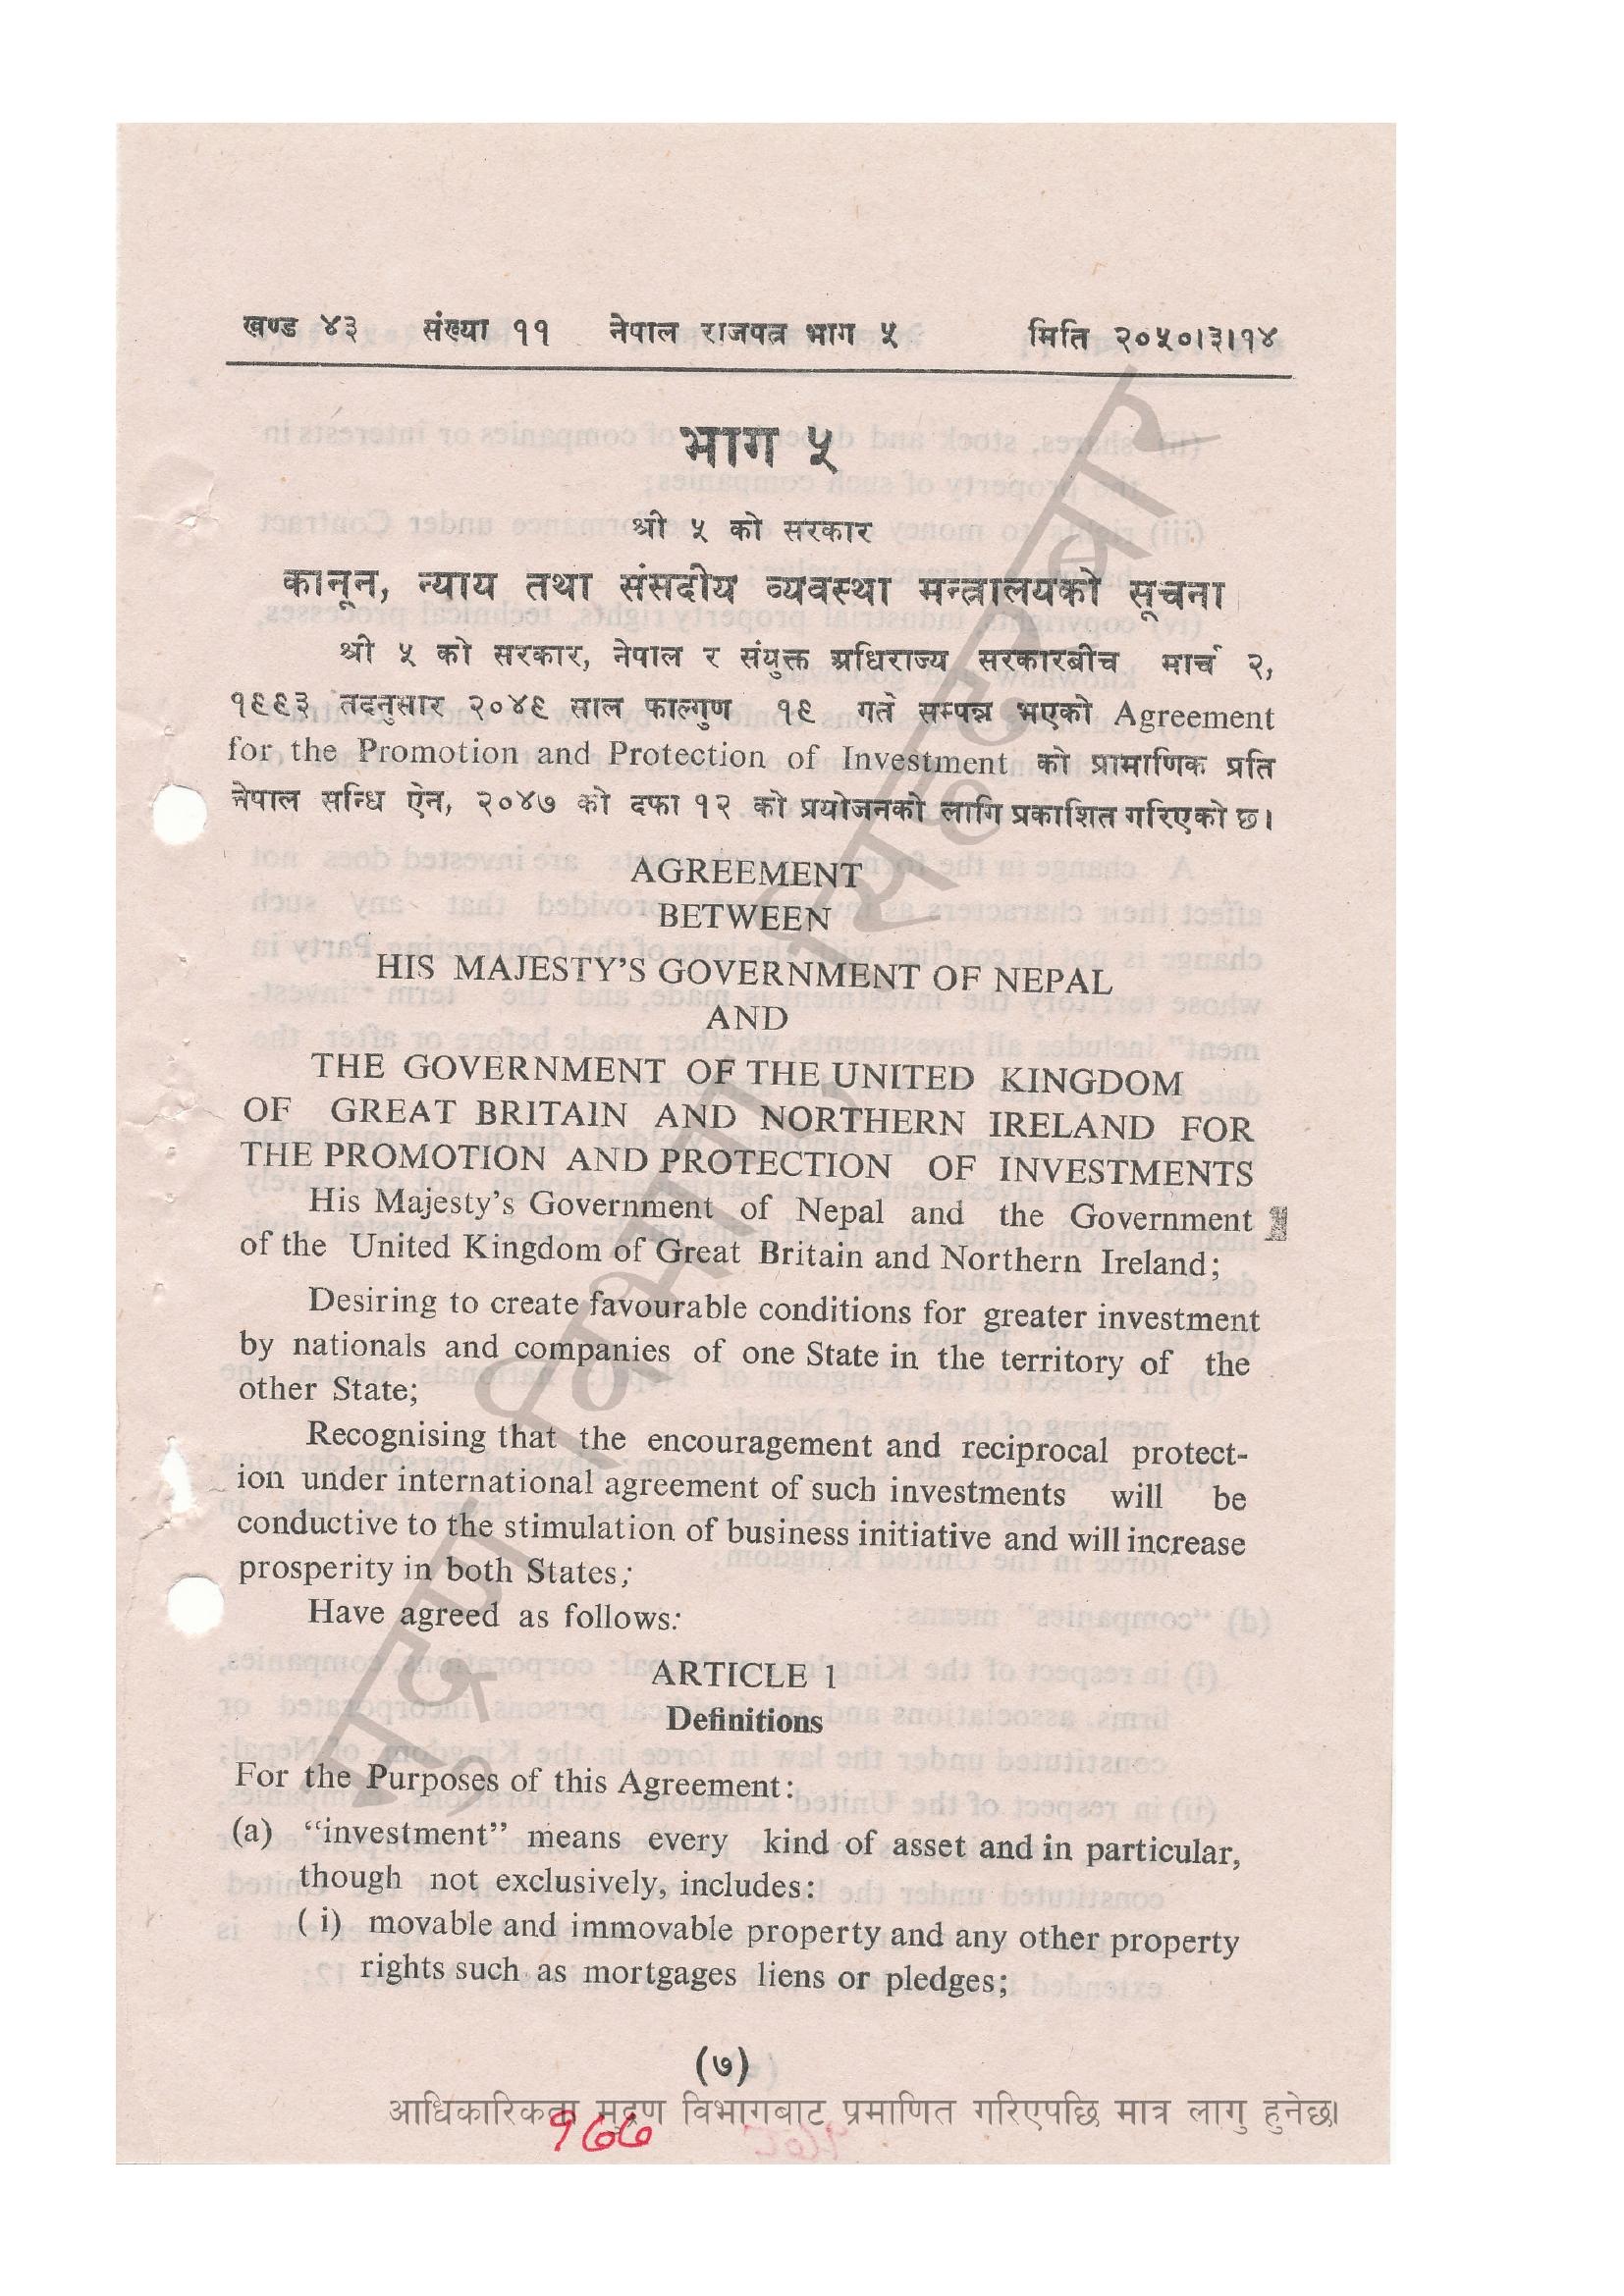 खण्ड ४३ संख्या ११ नेपाल राजपत्र भाग ५ मिति २०५०।३।१४
भाग ५
श्री ५ को सरकार
कानून, न्याय तथा संसदीय व्यवस्था मन्त्रालयको सूचना
श्री ५ को सरकार, नेपाल र संयुक्त अधिराज्य सरकारबीच मार्च २,
१९९३ तदनुसार २०४९ साल फाल्गुण १९ गते सम्पन्न भएको Agreement
for the Promotion and Protection of Investment को प्रामाणिक प्रति
नेपाल सन्धि ऐन, २०४७ को दफा १२ को प्रयोजनको लागि प्रकाशित गरिएको छ।
AGREEMENT
BETWEEN
HIS MAJESTY'S GOVERNMENT OF NEPAL
AND
THE GOVERNMENT OF THE UNITED KINGDOM
OF GREAT BRITAIN AND NORTHERN IRELAND FOR
THE PROMOTION AND PROTECTION OF INVESTMENTS
His Majesty's Government of Nepal and the Government
of the United Kingdom of Great Britain and Northern Ireland;
Desiring to create favourable conditions for greater investment
by nationals and companies of one State in the territory of the
other State;
Recognising that the encouragement and reciprocal protect-
ion under international agreement of such investments will be
conductive to the stimulation of business initiative and will increase
prosperity in both States;
Have agreed as follows:
ARTICLE 1
Definitions
For the Purposes of this Agreement:
(a) "investment" means every kind of asset and in particular,
though not exclusively, includes:
(i) movable and immovable property and any other property
rights such as mortgages liens or pledges;
(७)
आधिकारिकता मुद्रण विभागबाट प्रमाणित गरिएपछि मात्र लागु हुनेछ।
१७७
मुद्रण विभाग, सिंहदरबार